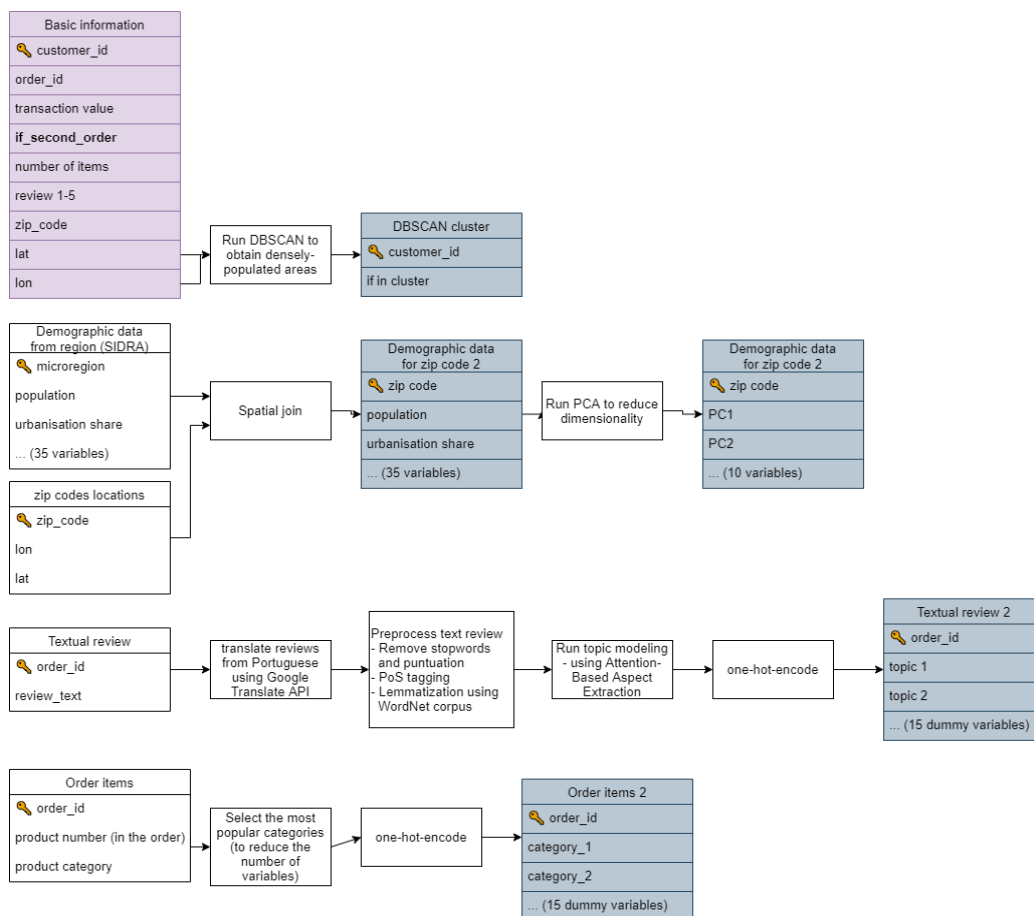 Basic information
customer_id
order_id
transaction value
if_second_order
number of items
review 1-5
zip_code
lat
lon
Run DBSCAN to
obtain densely-
populated areas
DBSCAN cluster
customer_id
if in cluster
Demographic data
from region (SIDRA)
microregion
population
urbanisation share
... (35 variables)
zip codes locations
zip_code
lon
lat
Spatial join
Demographic data
for zip code 2
zip code
population
urbanisation share
... (35 variables)
Run PCA to reduce
dimensionality
Demographic data
for zip code 2
zip code
PC1
PC2
... (10 variables)
Textual review
order_id
review_text
translate reviews
from Portuguese
using Google
Translate API
Preprocess text review
- Remove stopwords
and puntuation
- PoS tagging
- Lemmatization using
WordNet corpus
Run topic modeling
- using Attention-
Based Aspect
Extraction
one-hot-encode
Textual review 2
order_id
topic 1
topic 2
... (15 dummy variables)
Order items
order_id
product number (in the order)
product category
Select the most
popular categories
(to reduce the
number of
variables)
one-hot-encode
Order items 2
order_id
category_1
category_2
... (15 dummy variables)